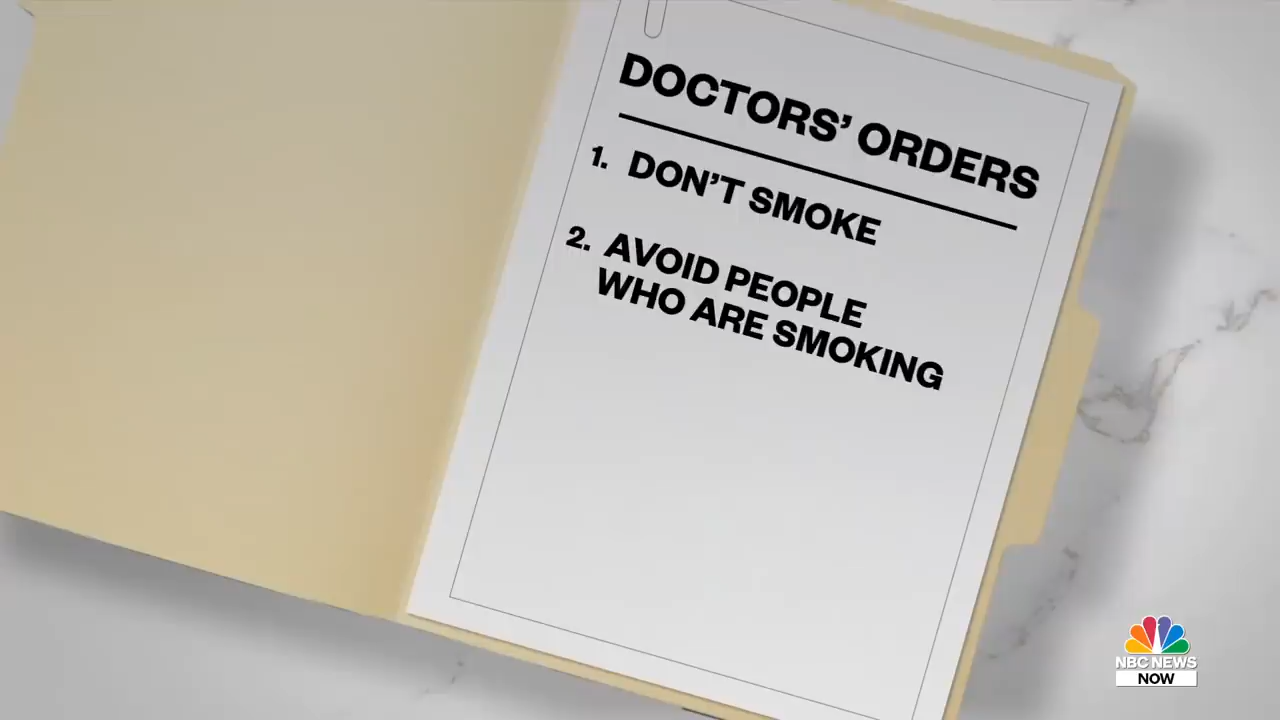 DOCTORS’ ORDERS
1. DON’T SMOKE
2. AVOID PEOPLE
WHO ARE SMOKING
NBC NEWS
NOW